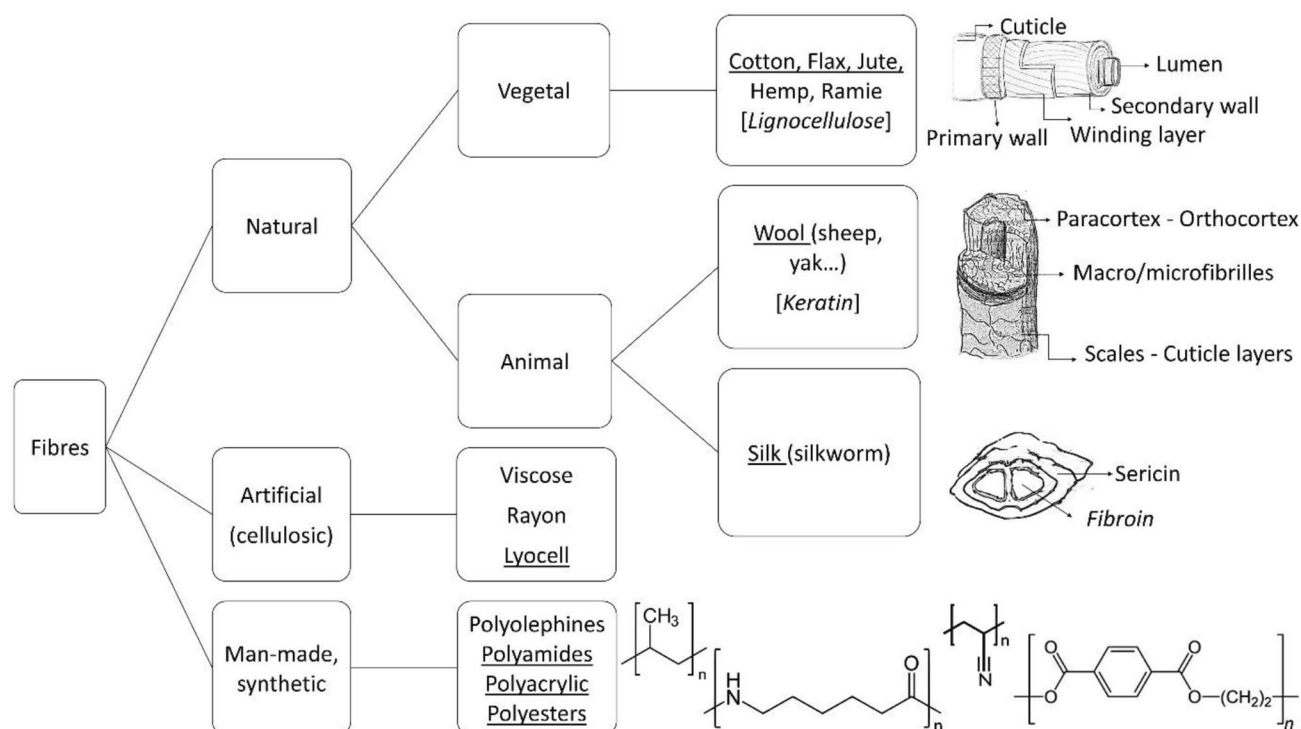 Fibres
Natural
Vegetal
Cotton, Flax, Jute,
Hemp, Ramie
[Lignocellulose]
Cuticle
Lumen
Secondary wall
Winding layer
Primary wall
Animal
Wool (sheep,
yak...)
[Keratin]
Paracortex - Orthocortex
Macro/microfibrilles
Scales - Cuticle layers
Silk (silkworm)
Sericin
Fibroin
Artificial
(cellulosic)
Viscose
Rayon
Lyocell
Man-made,
synthetic
Polyolephines
Polyamides
Polyacrylic
Polyesters
CH3
n
H
N
O
n
n
N
O
O
O
O
(CH2)2
n